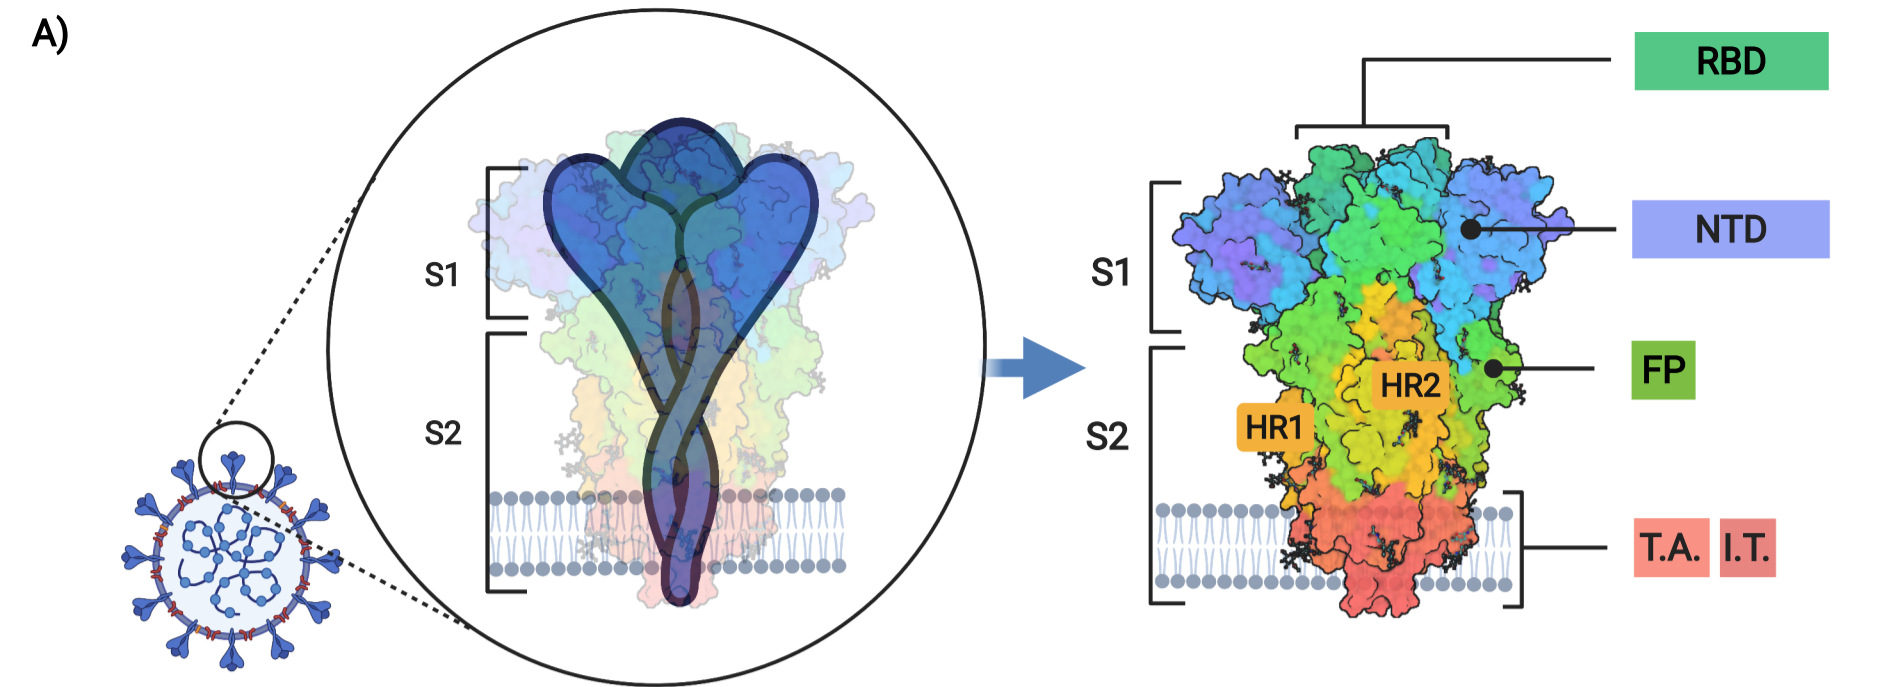 A)
S1
S2
S1
S2
HR1
HR2
RBD
NTD
FP
T.A. I.T.